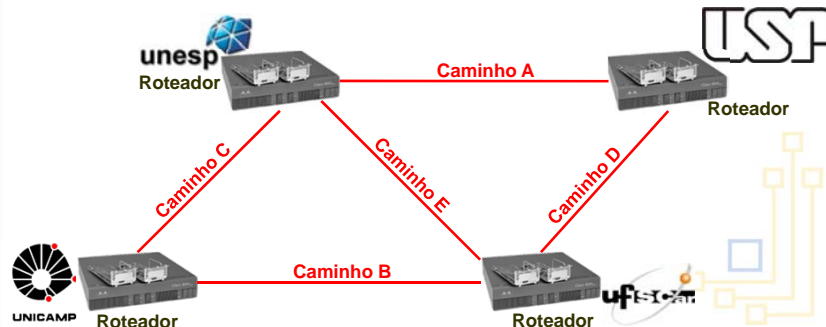 unesp
USP
Roteador
Caminho A
Roteador
Caminho C
Caminho E
Caminho D
Caminho B
UNICAMP
ufscar
Roteador
Roteador